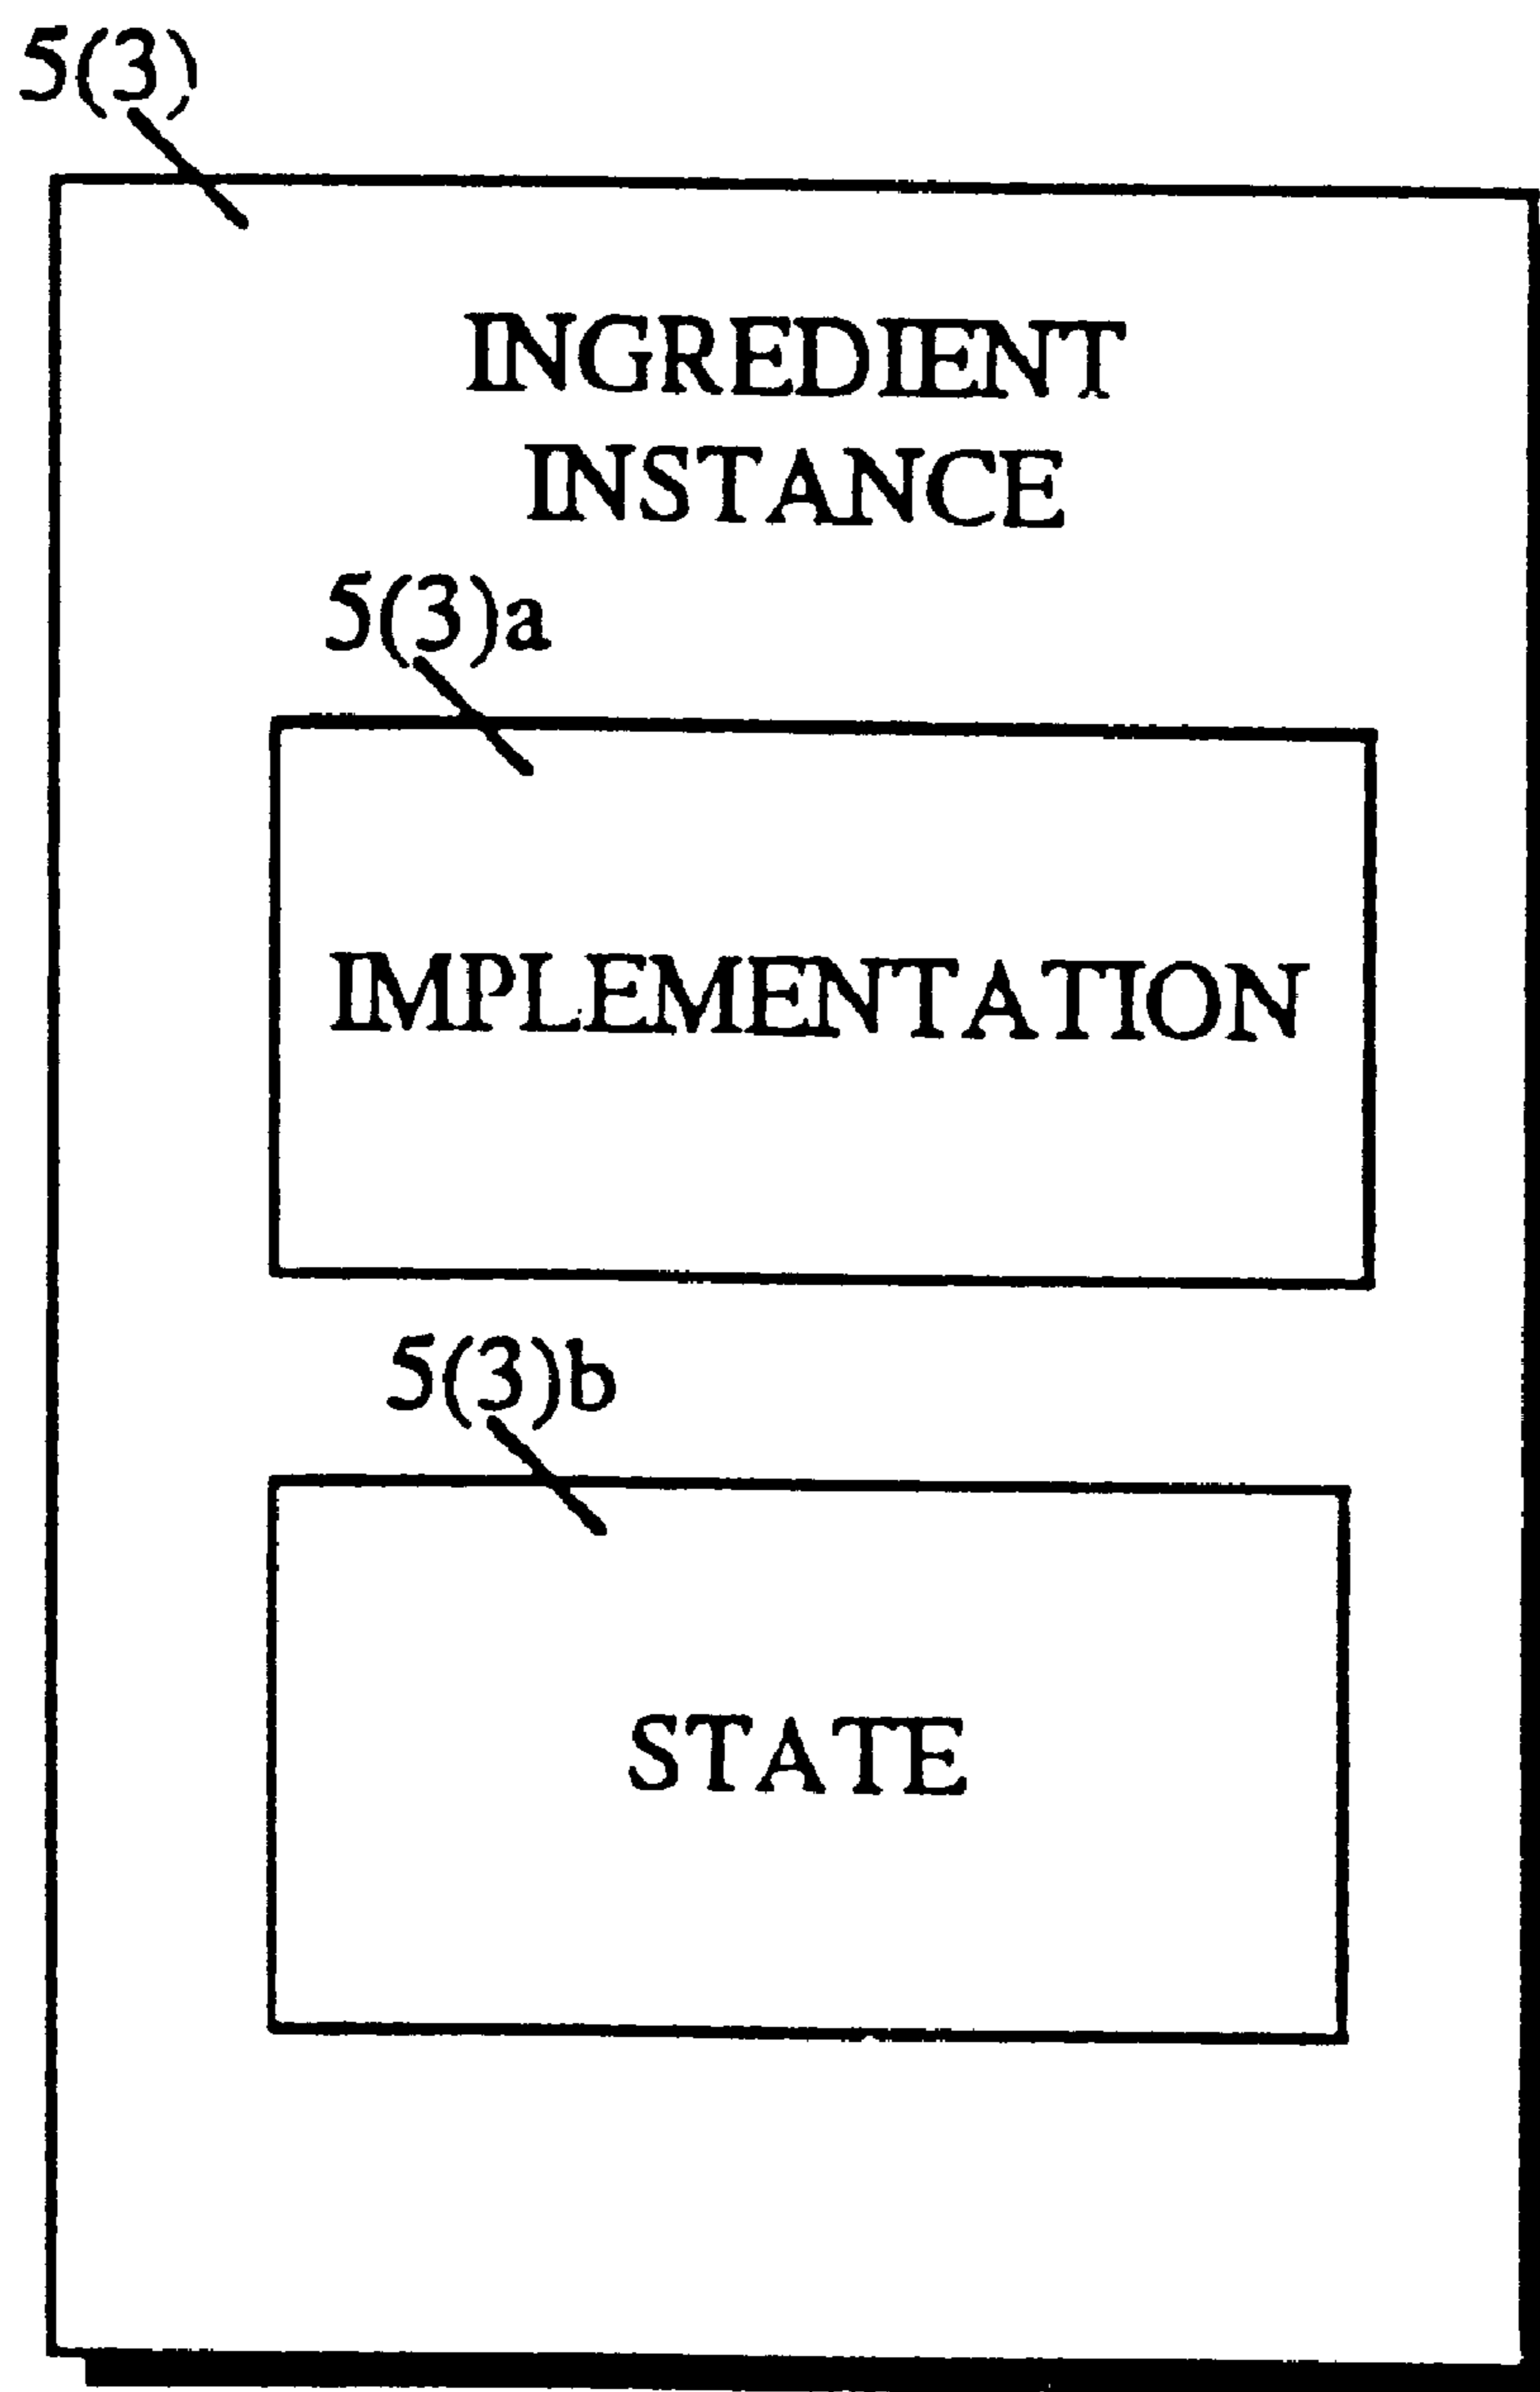 5(3)
INGREDIENT
INSTANCE
5(3)a
IMPLEMENTATION
5(3)b
STATE